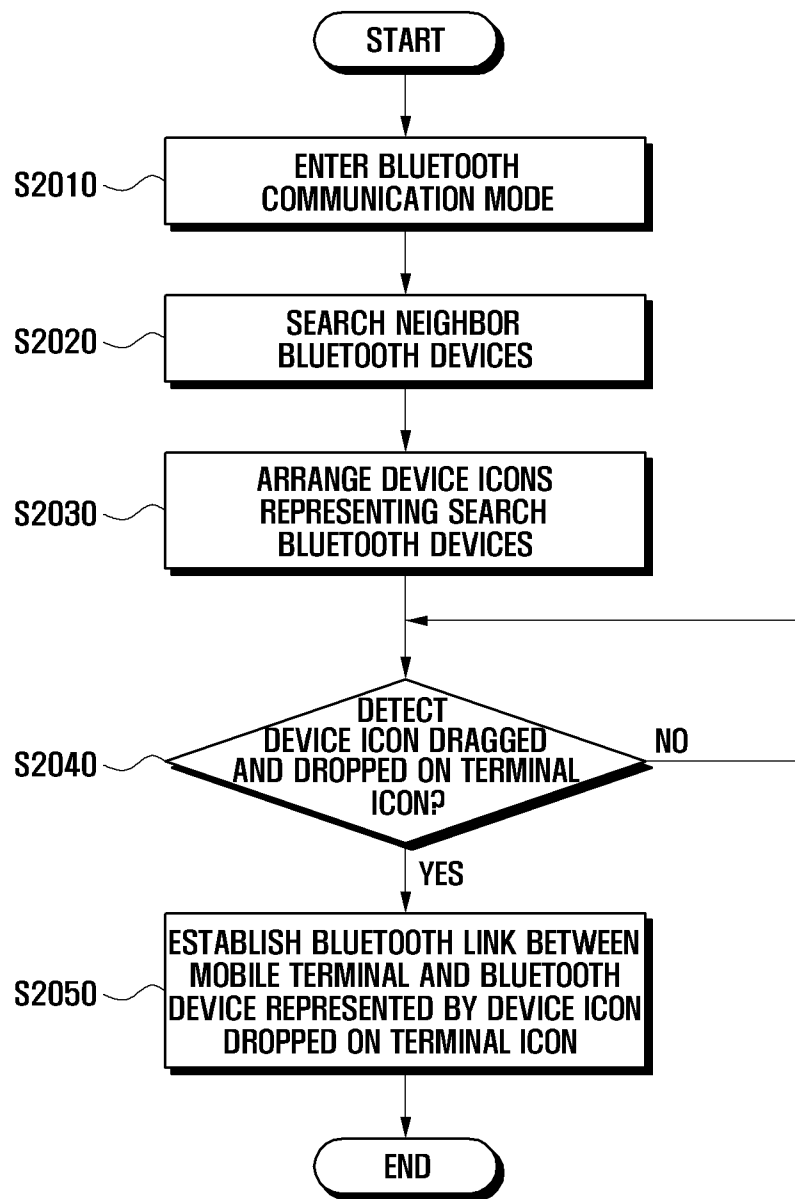 START
S2010
ENTER BLUETOOTH
COMMUNICATION MODE
S2020
SEARCH NEIGHBOR
BLUETOOTH DEVICES
S2030
ARRANGE DEVICE ICONS
REPRESENTING SEARCH
BLUETOOTH DEVICES
S2040
DETECT
DEVICE ICON DRAGGED
AND DROPPED ON TERMINAL
ICON?
NO
YES
S2050
ESTABLISH BLUETOOTH LINK BETWEEN
MOBILE TERMINAL AND BLUETOOTH
DEVICE REPRESENTED BY DEVICE ICON
DROPPED ON TERMINAL ICON
END